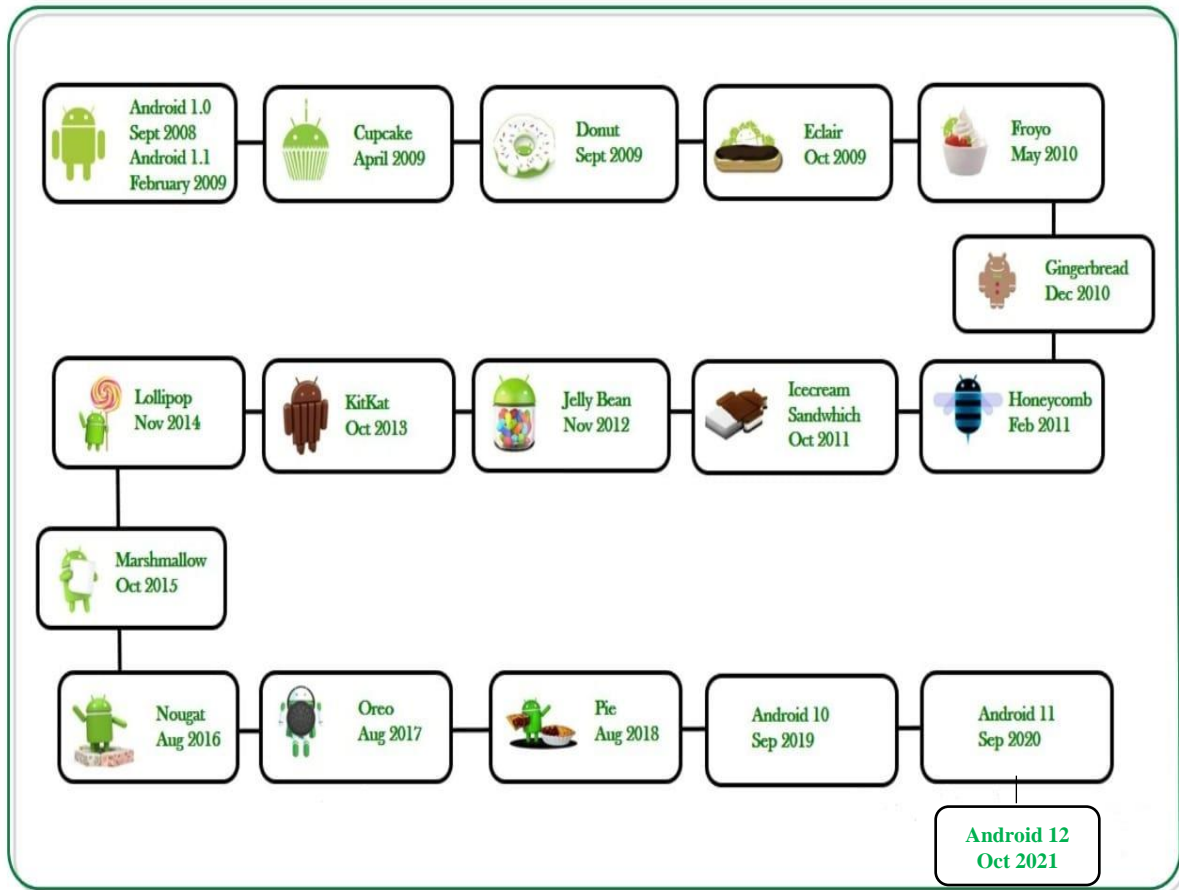 Android 1.0
Sept 2008
Android 1.1
February 2009
Cupcake
April 2009
Donut
Sept 2009
Eclair
Oct 2009
Froyo
May 2010
Gingerbread
Dec 2010
Honeycomb
Feb 2011
Icecream
Sandwhich
Oct 2011
Jelly Bean
Nov 2012
KitKat
Oct 2013
Lollipop
Nov 2014
Marshmallow
Oct 2015
Nougat
Aug 2016
Oreo
Aug 2017
Pie
Aug 2018
Android 10
Sep 2019
Android 11
Sep 2020
Android 12
Oct 2021